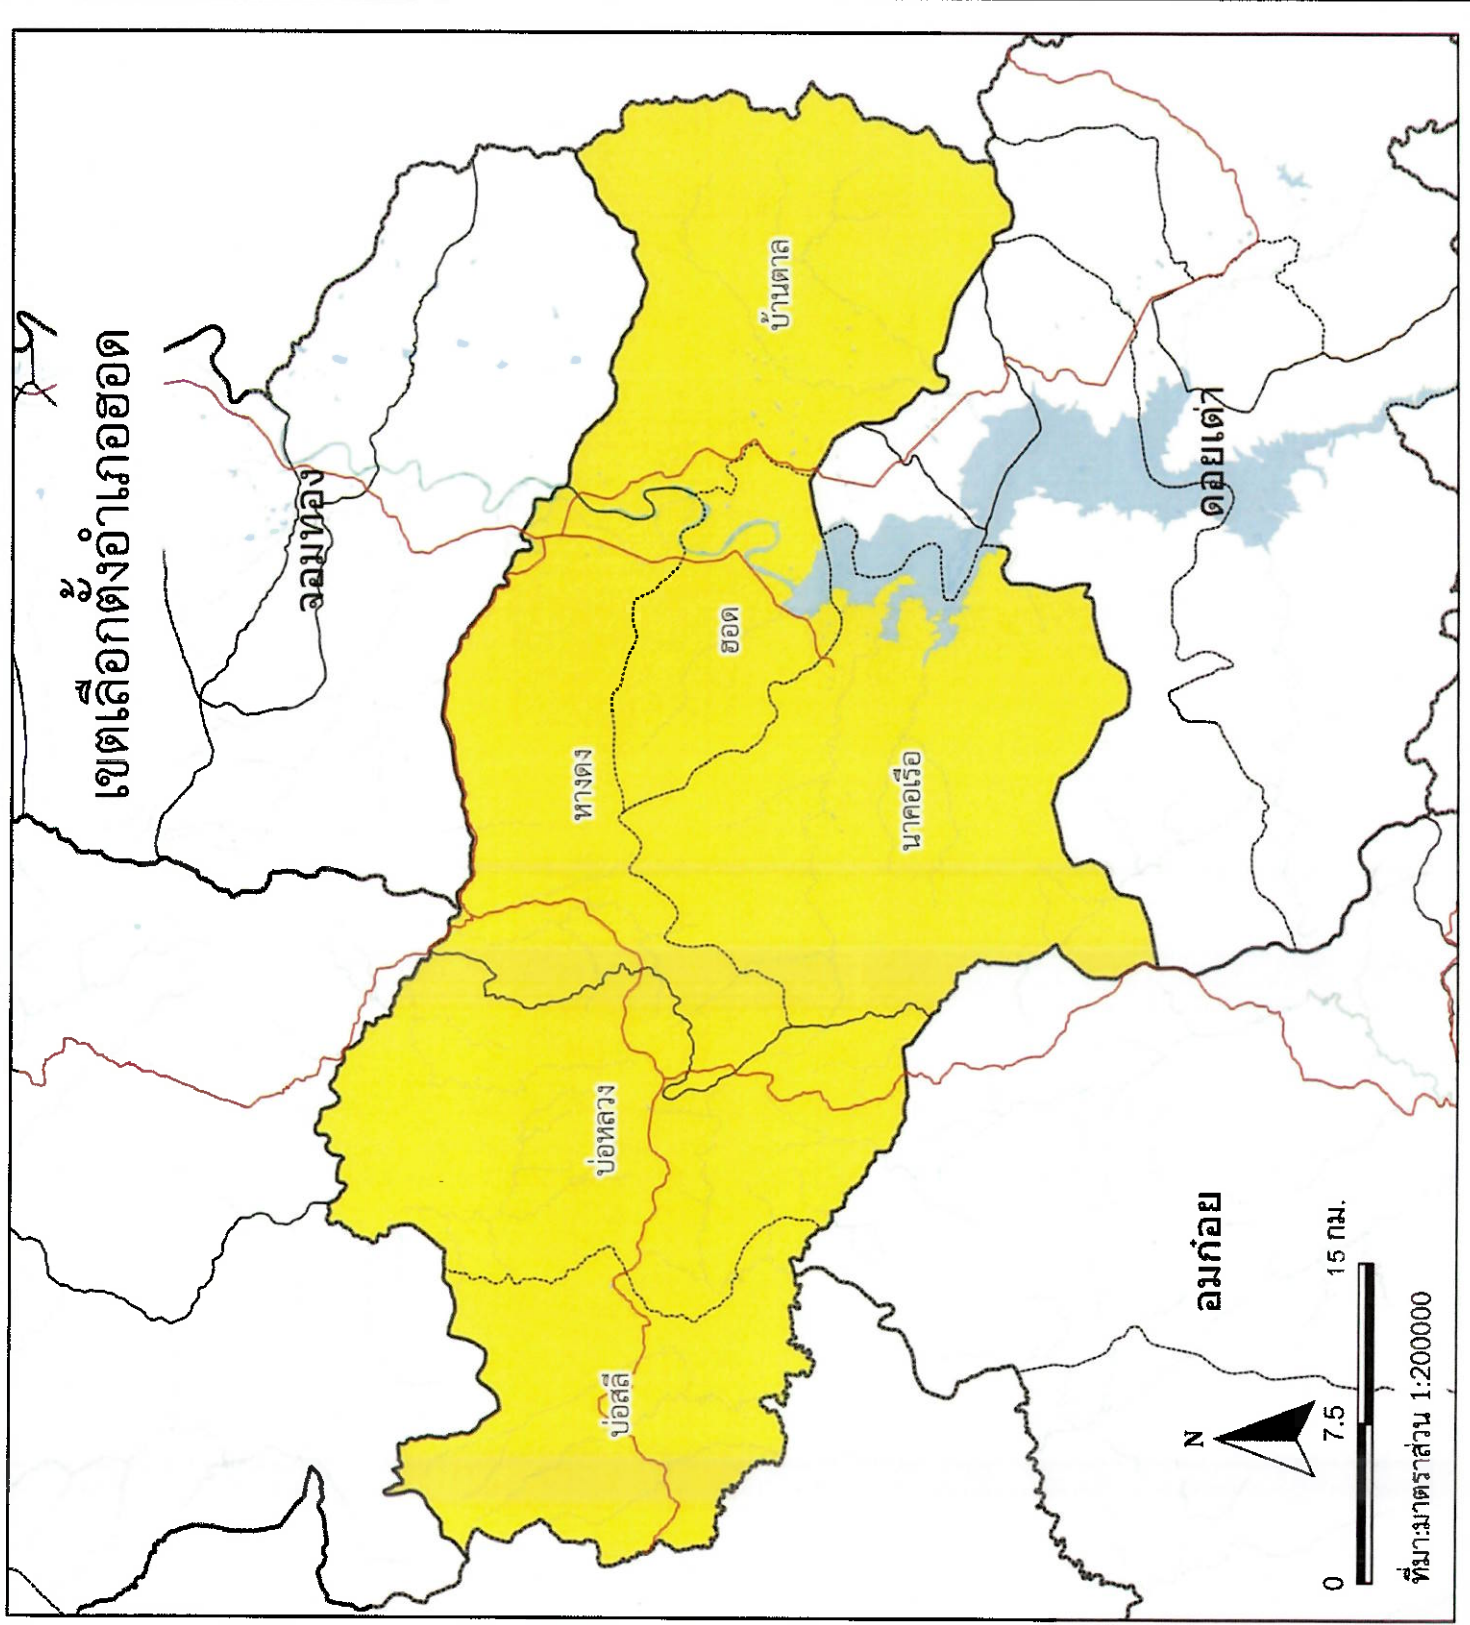 เขตเลือกตั้งอำเภอฮอด
จอมทอง
หางดง
บ่อหลวง
บ่อสลี
ฮอด
บ้านตาล
นาคอเรือ
ดอยเต่า
อมก๋อย
N
0 7.5 15 กม.
ที่มา:มาตราส่วน 1:200000